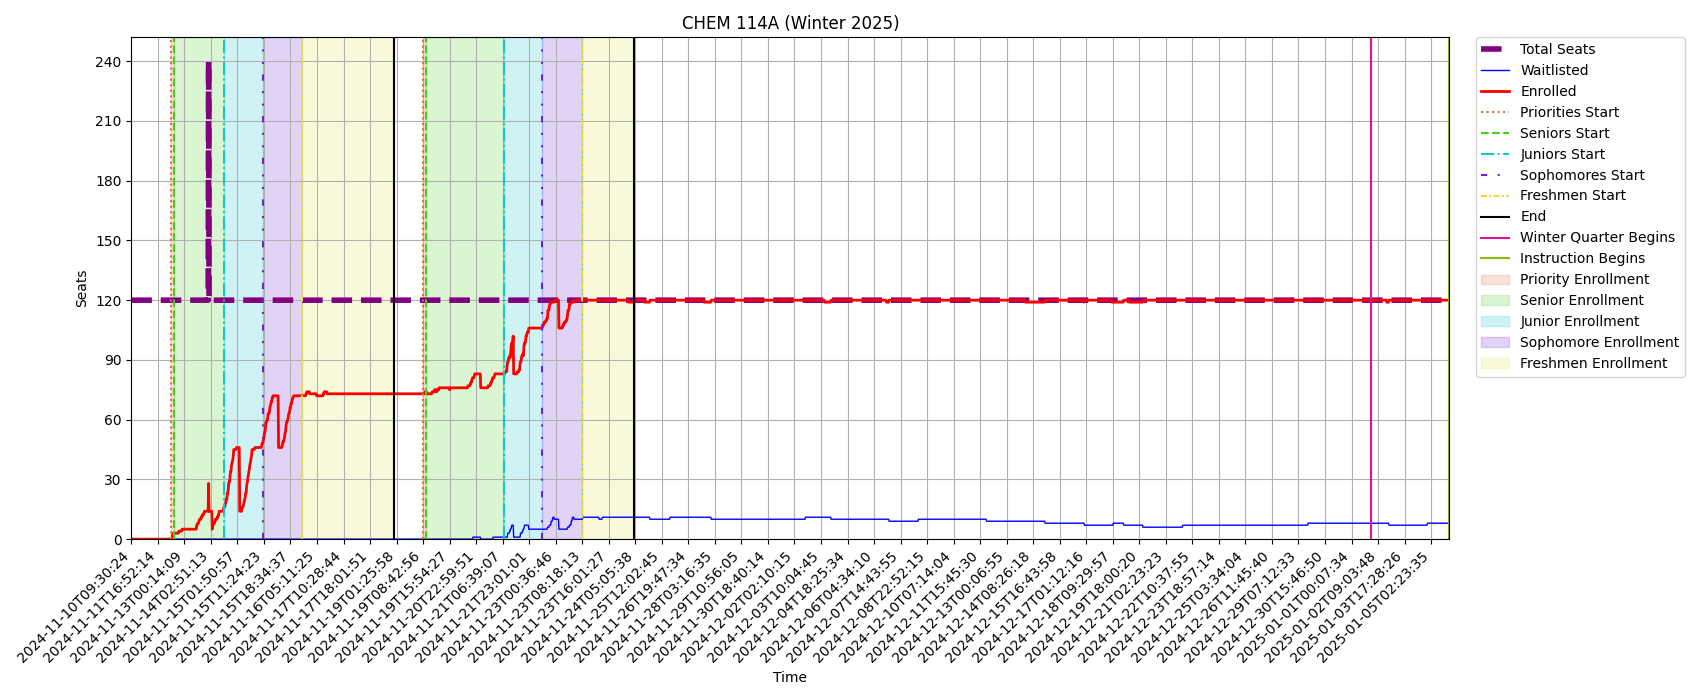 CHEM 114A (Winter 2025)
Seats
240
210
180
150
120
90
60
30
0
2024-11-10T09:30:24
2024-11-11T16:52:14
2024-11-13T00:14:09
2024-11-14T02:51:13
2024-11-15T01:50:57
2024-11-15T11:24:23
2024-11-15T18:34:37
2024-11-16T05:11:25
2024-11-17T10:28:44
2024-11-17T18:01:51
2024-11-19T01:25:58
2024-11-19T08:42:56
2024-11-19T15:54:27
2024-11-20T22:59:51
2024-11-21T06:39:07
2024-11-21T23:01:01
2024-11-23T00:36:46
2024-11-23T08:18:13
2024-11-23T16:01:27
2024-11-24T05:05:38
2024-11-25T12:02:45
2024-11-26T19:47:34
2024-11-28T03:16:35
2024-11-29T10:56:05
2024-11-30T18:40:14
2024-12-02T02:10:15
2024-12-03T10:04:45
2024-12-04T18:25:34
2024-12-06T04:34:10
2024-12-07T14:43:55
2024-12-08T22:52:15
2024-12-10T07:14:04
2024-12-11T15:45:30
2024-12-13T00:06:55
2024-12-14T08:26:18
2024-12-15T16:43:58
2024-12-17T01:12:16
2024-12-18T09:29:57
2024-12-19T18:00:20
2024-12-21T02:23:23
2024-12-22T10:37:55
2024-12-23T18:57:14
2024-12-25T03:34:04
2024-12-26T11:45:40
2024-12-29T07:12:33
2024-12-30T15:46:50
2025-01-01T00:07:34
2025-01-02T09:03:48
2025-01-03T17:28:26
2025-01-05T02:23:35
Time
Total Seats
Waitlisted
Enrolled
Priorities Start
Seniors Start
Juniors Start
Sophomores Start
Freshmen Start
End
Winter Quarter Begins
Instruction Begins
Priority Enrollment
Senior Enrollment
Junior Enrollment
Sophomore Enrollment
Freshmen Enrollment